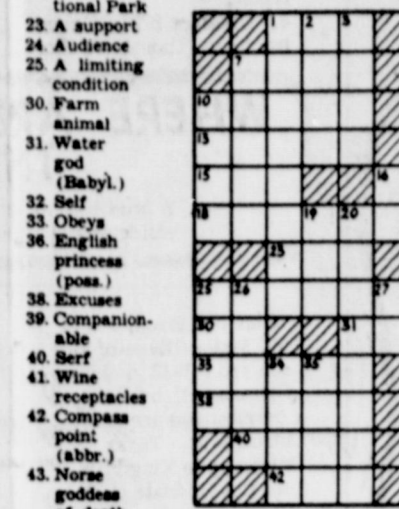 tional Park
23. A support
24. Audience
25. A limiting
condition
30. Farm
animal
31. Water
god
(Babyl.)
32. Self
33. Obeys
36. English
princess
(poss.)
38. Excuses
39. Companion-
able
40. Serf
41. Wine
receptacles
42. Compass
point
(abbr.)
43. Norse
goddess
1 2 3
7
10
13
15 16
18 19 20
23
25 26 27
30 31
33 34 35
38
40
42